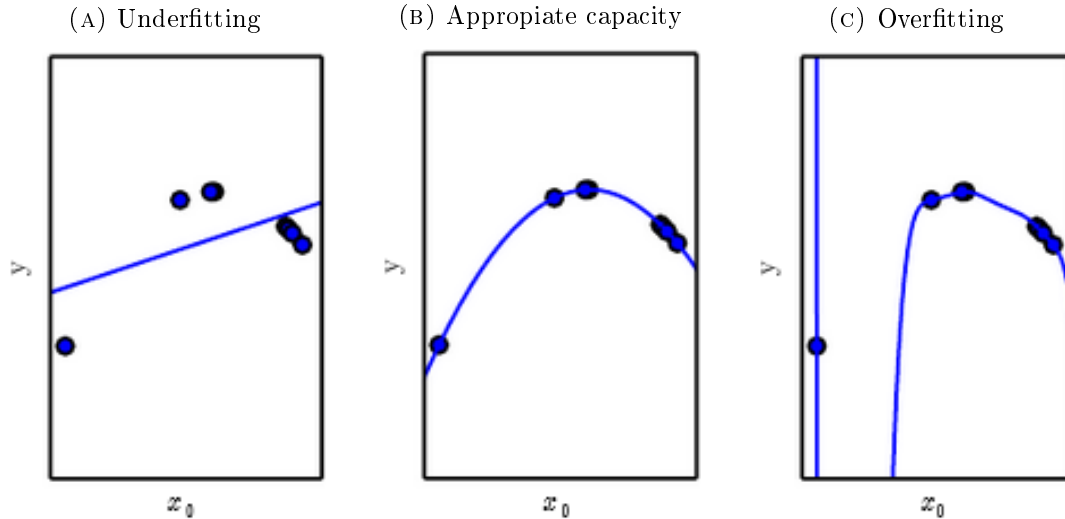 (A) Underfitting
(B) Appropiate capacity
(C) Overfitting
y
y
y
x₀
x₀
x₀